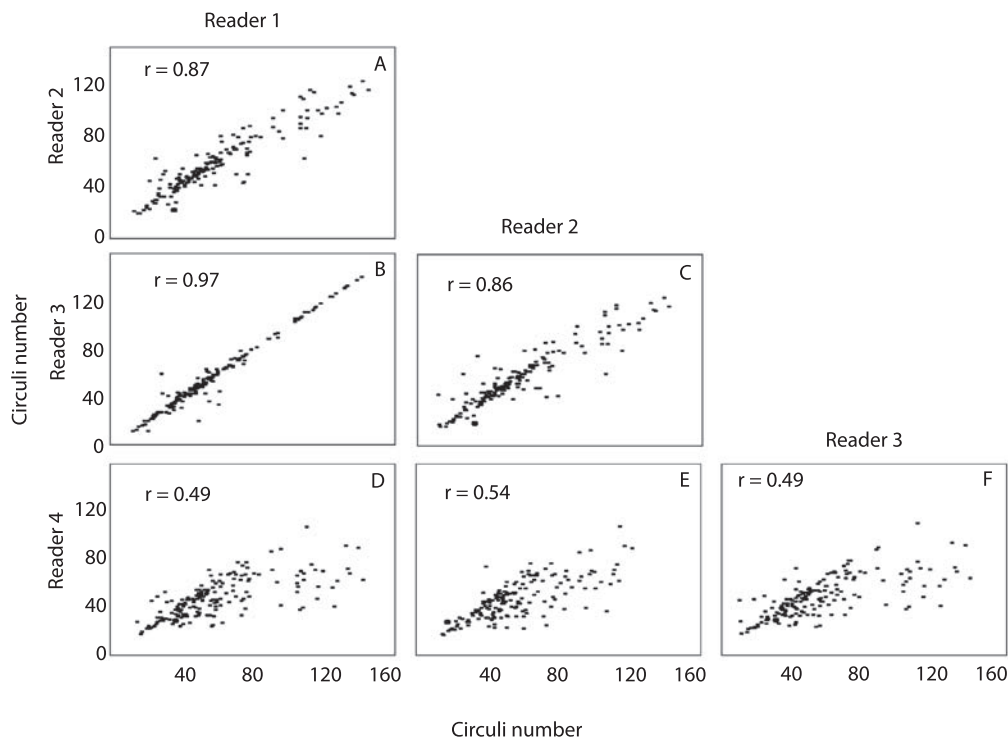 Reader 1
A
r = 0.87
Reader 2
120
80
40
0
Reader 2
B
r = 0.97
Reader 3
120
80
40
0
C
r = 0.86
Circuli number
Reader 3
D
r = 0.49
Reader 4
120
80
40
0
E
r = 0.54
F
r = 0.49
40 80 120 160
40 80 120 160
40 80 120 160
Circuli number